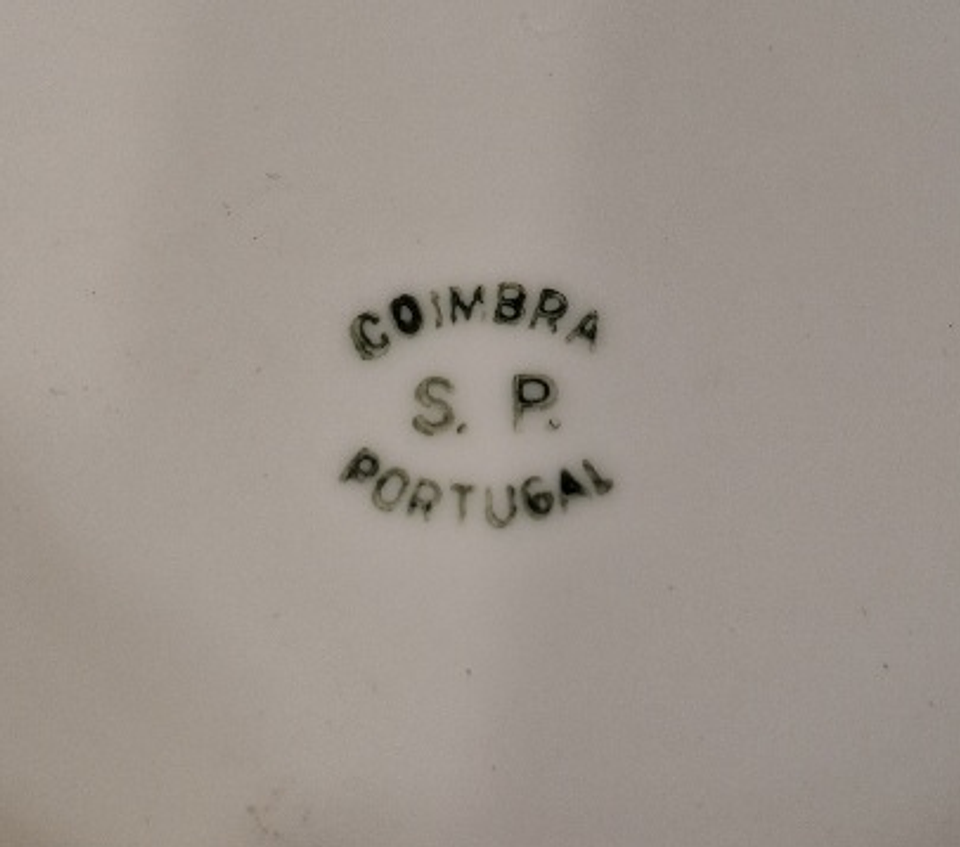 COIMBRA
S. P.
PORTUGAL